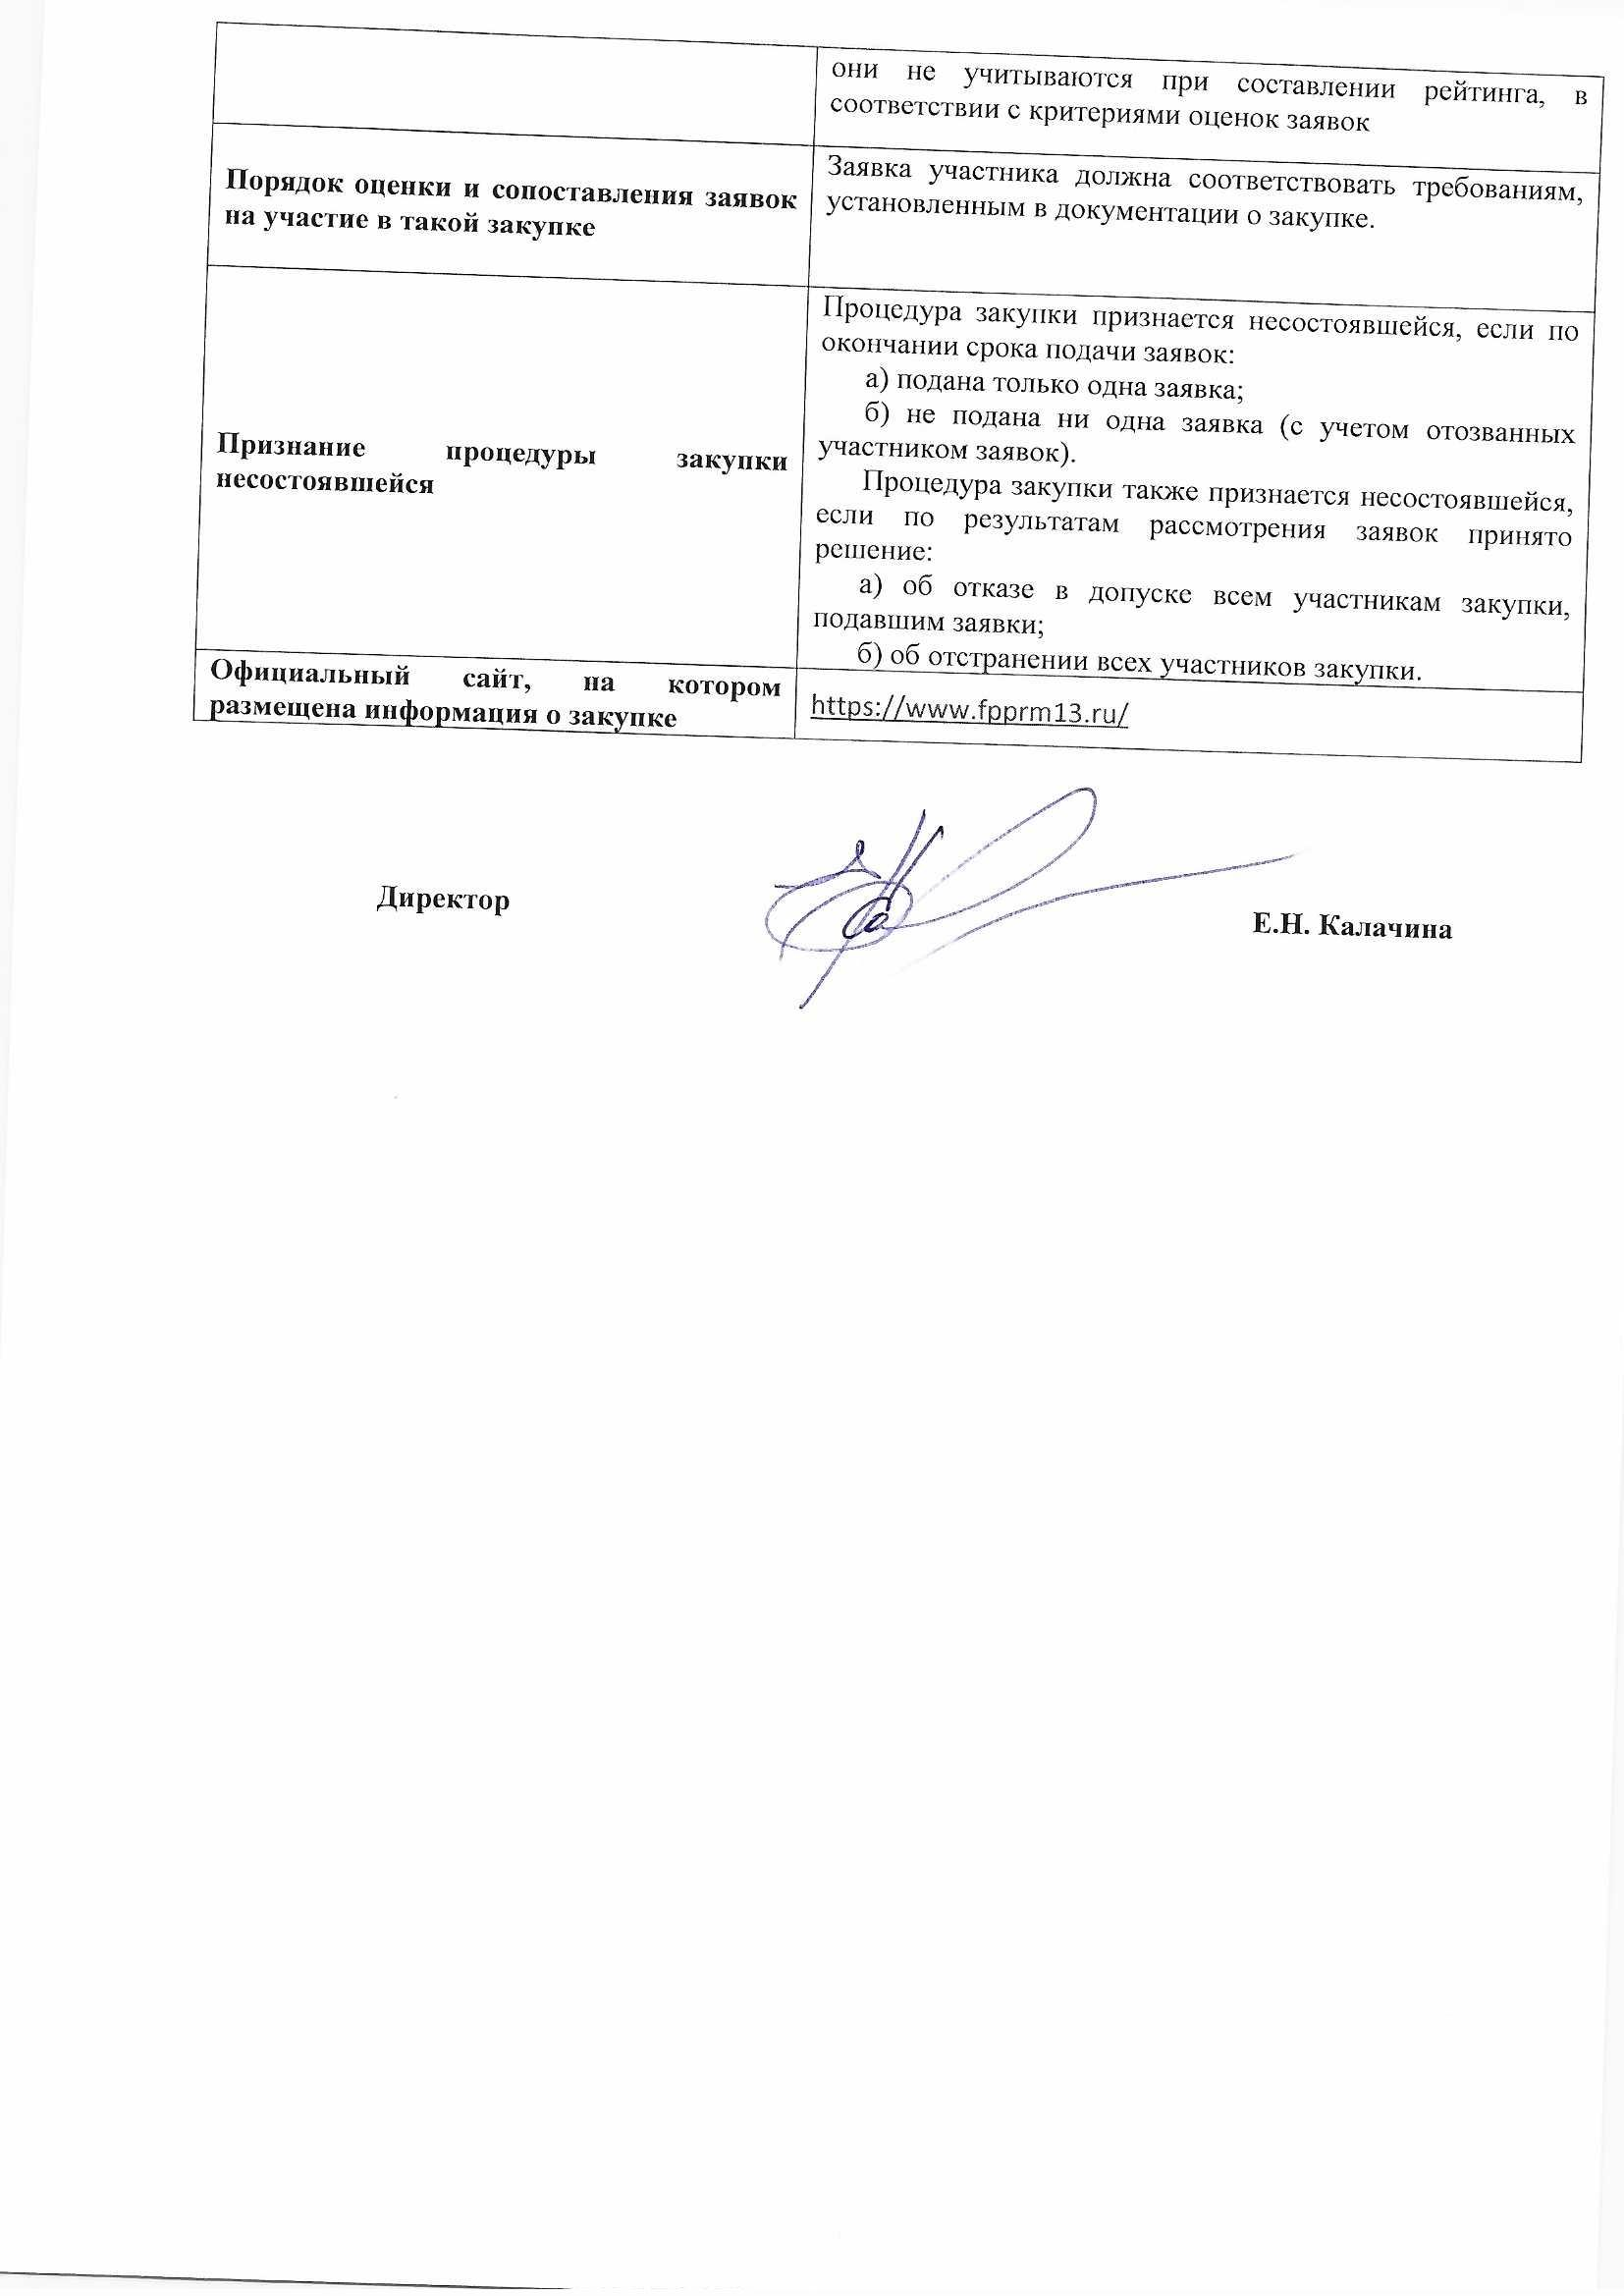 они не учитываются при составлении рейтинга, в
соответствии с критериями оценок заявок
Порядок оценки и сопоставления заявок
на участие в такой закупке
Заявка участника должна соответствовать требованиям,
установленным в документации о закупке.
Признание процедуры закупки
несостоявшейся
Процедура закупки признается несостоявшейся, если по
окончании срока подачи заявок:
а) подана только одна заявка;
б) не подана ни одна заявка (с учетом отозванных
участником заявок).
Процедура закупки также признается несостоявшейся,
если по результатам рассмотрения заявок принято
решение:
а) об отказе в допуске всем участникам закупки,
подавшим заявки;
б) об отстранении всех участников закупки.
Официальный сайт, на котором
размещена информация о закупке
https://www.fpprm13.ru/
Директор
Е.Н. Калачина